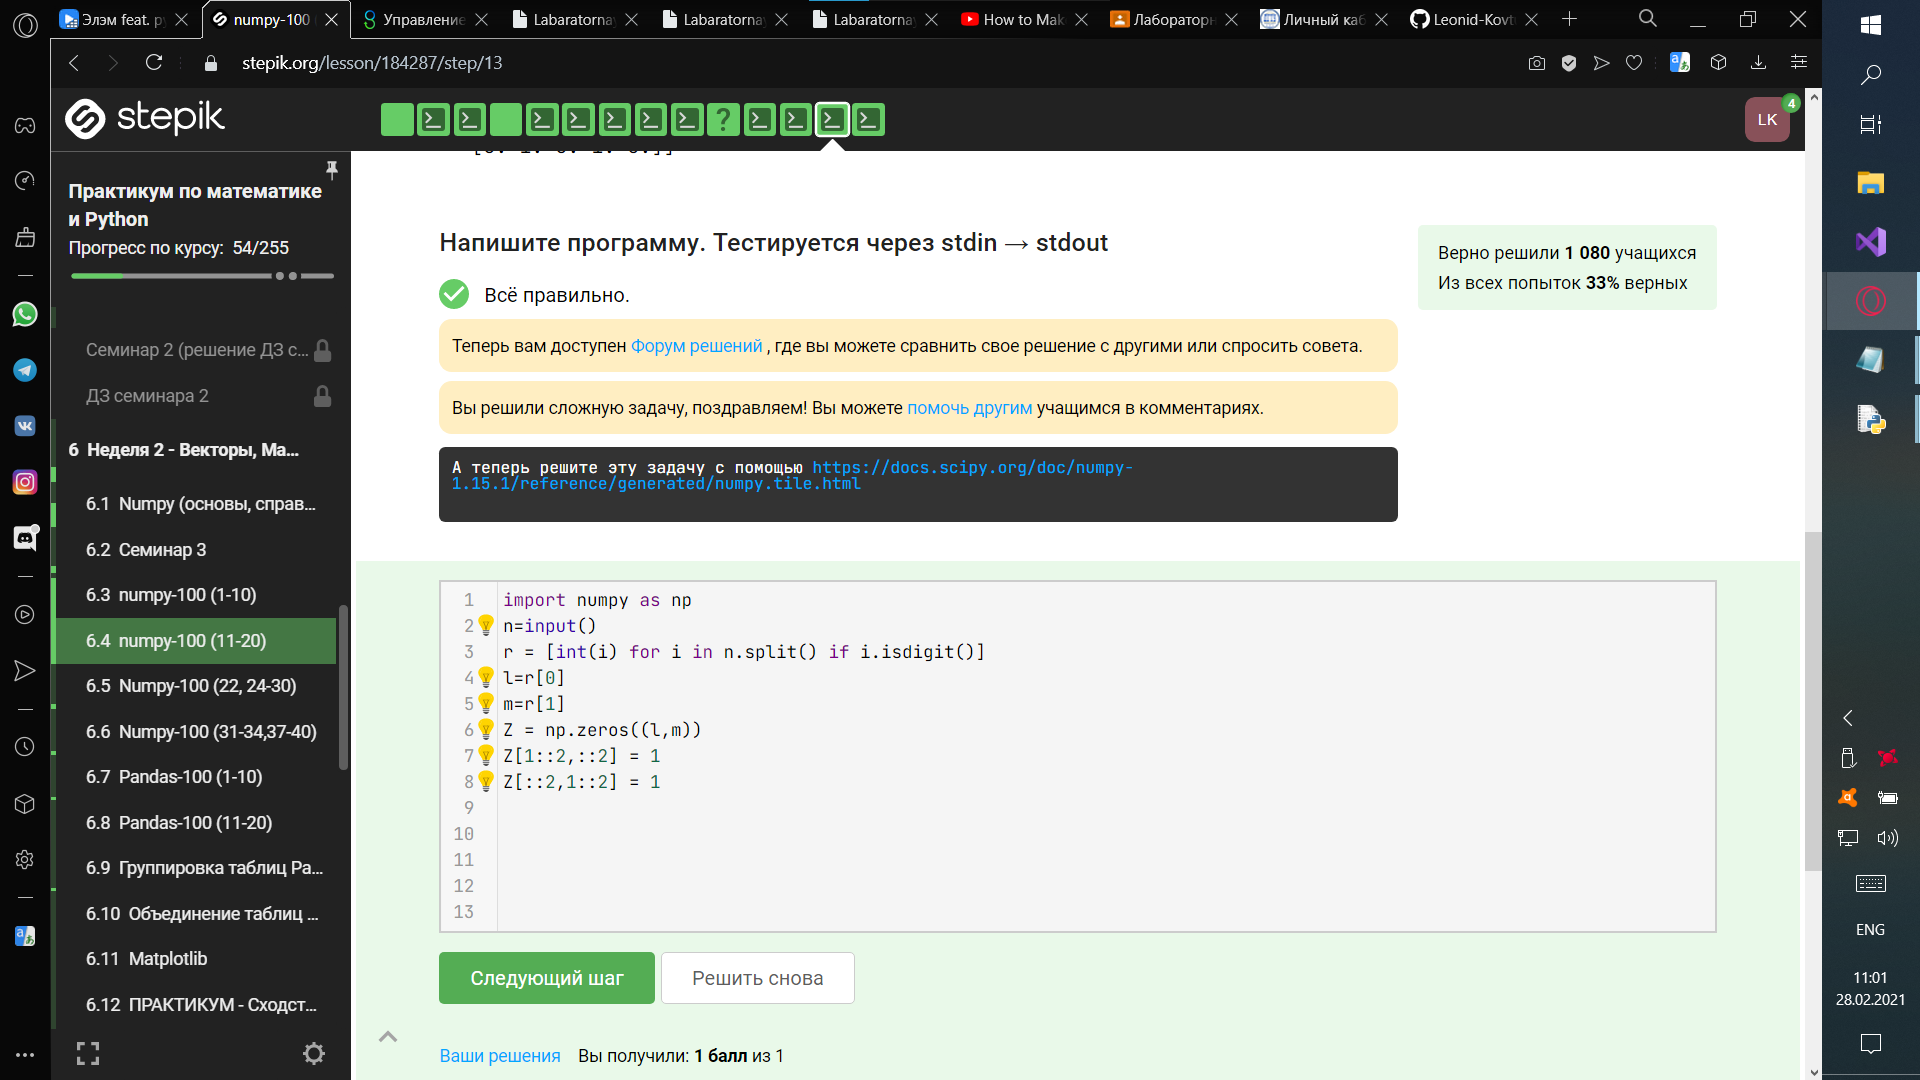 Элэм feat. ру
numpy-100
Управление
Labaratorna
Labaratorna
Labaratorna
How to Mak
Лаборатор
Личный каб
Leonid-Kovt
stepik.org/lesson/184287/step/13
stepik
LK
4
Практикум по математике
и Python
Прогресс по курсу: 54/255
Семинар 2 (решение ДЗ с...
ДЗ семинара 2
6 Неделя 2 - Векторы, Ма...
6.1 Numpy (основы, справ...
6.2 Семинар 3
6.3 numpy-100 (1-10)
6.4 numpy-100 (11-20)
6.5 Numpy-100 (22, 24-30)
6.6 Numpy-100 (31-34,37-40)
6.7 Pandas-100 (1-10)
6.8 Pandas-100 (11-20)
6.9 Группировка таблиц Pa...
6.10 Объединение таблиц ...
6.11 Matplotlib
6.12 ПРАКТИКУМ - Сходст...
Напишите программу. Тестируется через stdin → stdout
Всё правильно.
Верно решили 1 080 учащихся
Из всех попыток 33% верных
Теперь вам доступен Форум решений , где вы можете сравнить свое решение с другими или спросить совета.
Вы решили сложную задачу, поздравляем! Вы можете помочь другим учащимся в комментариях.
А теперь решите эту задачу с помощью https://docs.scipy.org/doc/numpy-
1.15.1/reference/generated/numpy.tile.html
1 import numpy as np
2 n=input()
3 r = [int(i) for i in n.split() if i.isdigit()]
4 l=r[0]
5 m=r[1]
6 Z = np.zeros((l,m))
7 Z[1::2,::2] = 1
8 Z[::2,1::2] = 1
9
10
11
12
13
Следующий шаг
Решить снова
Ваши решения Вы получили: 1 балл из 1
ENG
11:01
28.02.2021